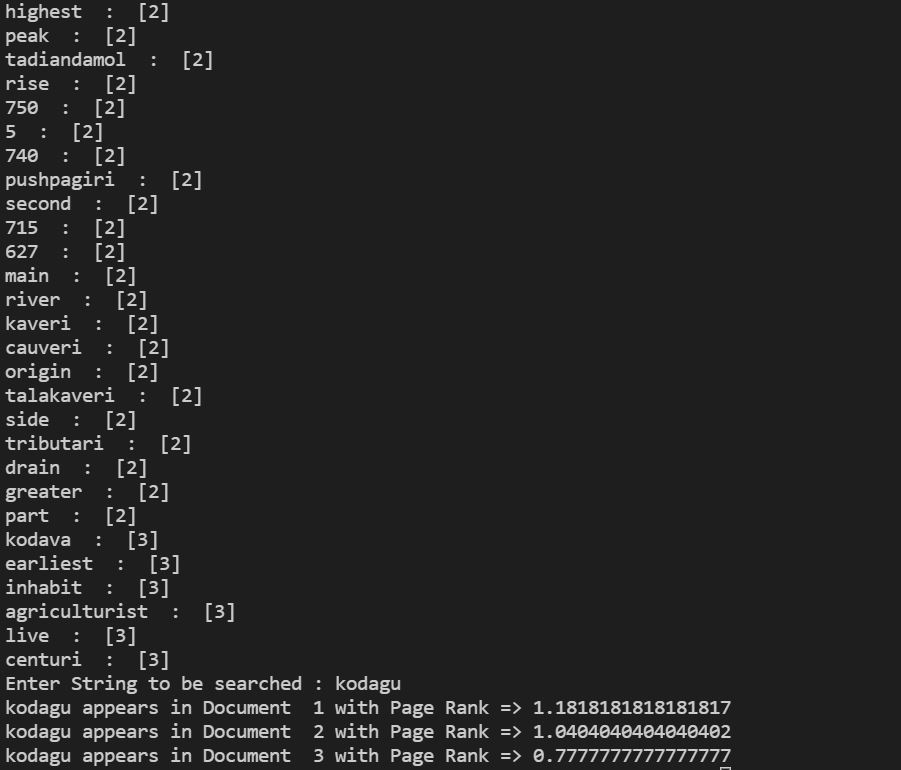 highest  :  [2]
peak  :  [2]
tadiandamol  :  [2]
rise  :  [2]
750  :  [2]
5  :  [2]
740  :  [2]
pushpagiri  :  [2]
second  :  [2]
715  :  [2]
627  :  [2]
main  :  [2]
river  :  [2]
kaveri  :  [2]
cauveri  :  [2]
origin  :  [2]
talakaveri  :  [2]
side  :  [2]
tributari  :  [2]
drain  :  [2]
greater  :  [2]
part  :  [2]
kodava  :  [3]
earliest  :  [3]
inhabit  :  [3]
agriculturist  :  [3]
live  :  [3]
centuri  :  [3]
Enter String to be searched : kodagu
kodagu appears in Document  1 with Page Rank => 1.1818181818181817
kodagu appears in Document  2 with Page Rank => 1.0404040404040402
kodagu appears in Document  3 with Page Rank => 0.7777777777777777